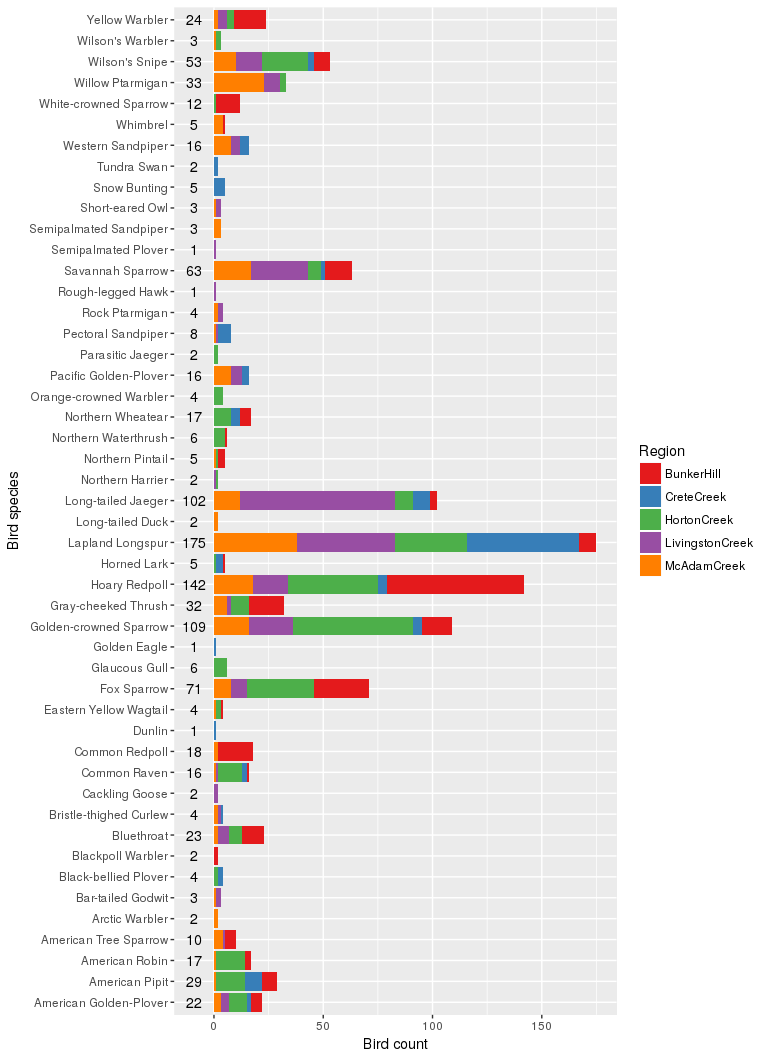 Yellow Warbler 24
Wilson's Warbler 3
Wilson's Snipe 53
Willow Ptarmigan 33
White-crowned Sparrow 12
Whimbrel 5
Western Sandpiper 16
Tundra Swan 2
Snow Bunting 5
Short-eared Owl 3
Semipalmated Sandpiper 3
Semipalmated Plover 1
Savannah Sparrow 63
Rough-legged Hawk 1
Rock Ptarmigan 4
Pectoral Sandpiper 8
Parasitic Jaeger 2
Pacific Golden-Plover 16
Orange-crowned Warbler 4
Northern Wheatear 17
Northern Waterthrush 6
Northern Pintail 5
Northern Harrier 2
Long-tailed Jaeger 102
Long-tailed Duck 2
Lapland Longspur 175
Horned Lark 5
Hoary Redpoll 142
Gray-cheeked Thrush 32
Golden-crowned Sparrow 109
Golden Eagle 1
Glaucous Gull 6
Fox Sparrow 71
Eastern Yellow Wagtail 4
Dunlin 1
Common Redpoll 18
Common Raven 16
Cackling Goose 2
Bristle-thighed Curlew 4
Bluethroat 23
Blackpoll Warbler 2
Black-bellied Plover 4
Bar-tailed Godwit 3
Arctic Warbler 2
American Tree Sparrow 10
American Robin 17
American Pipit 29
American Golden-Plover 22
0 50 100 150
Bird count
Bird species
Region
BunkerHill
CreteCreek
HortonCreek
LivingstonCreek
McAdamCreek